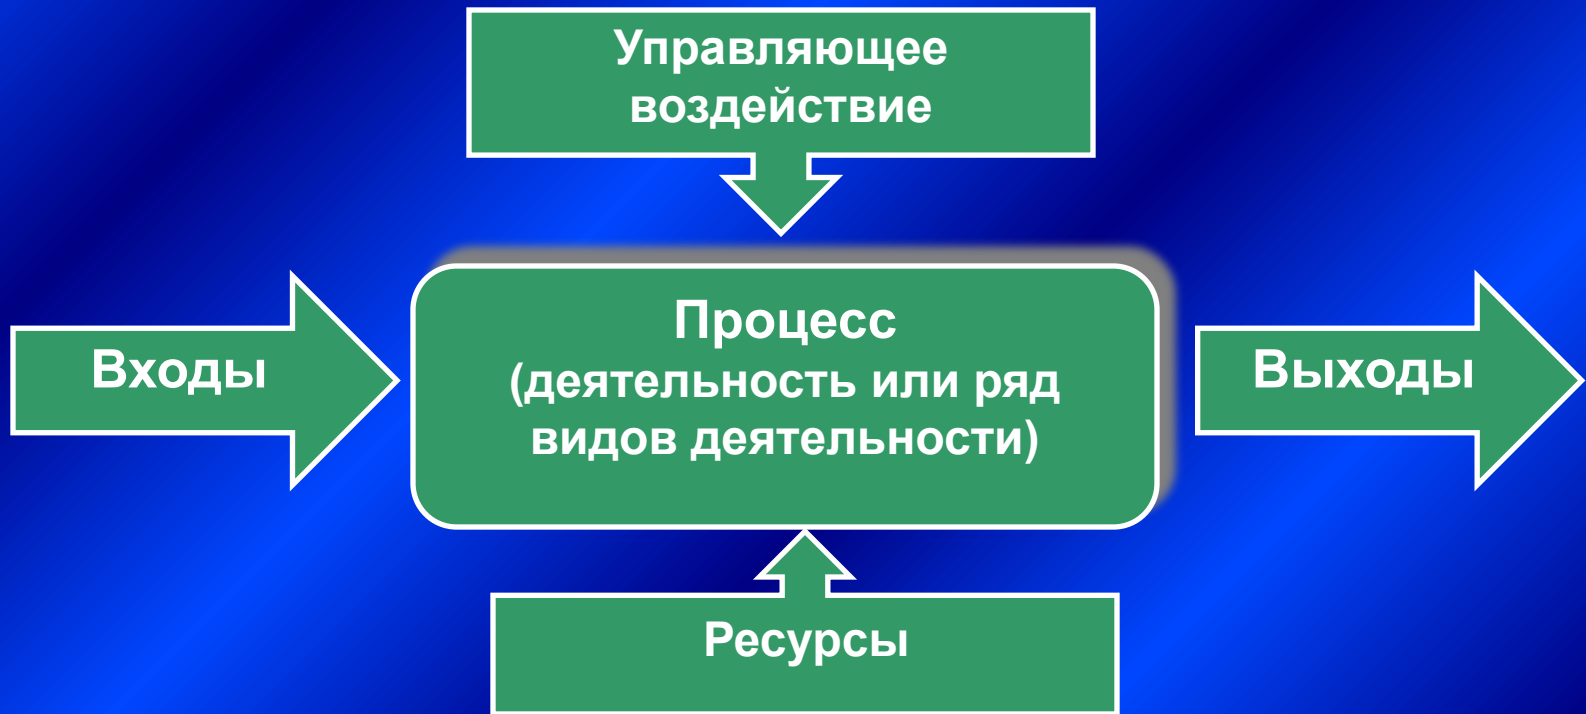 Управляющее
воздействие
Входы
Процесс
(деятельность или ряд
видов деятельности)
Выходы
Ресурсы